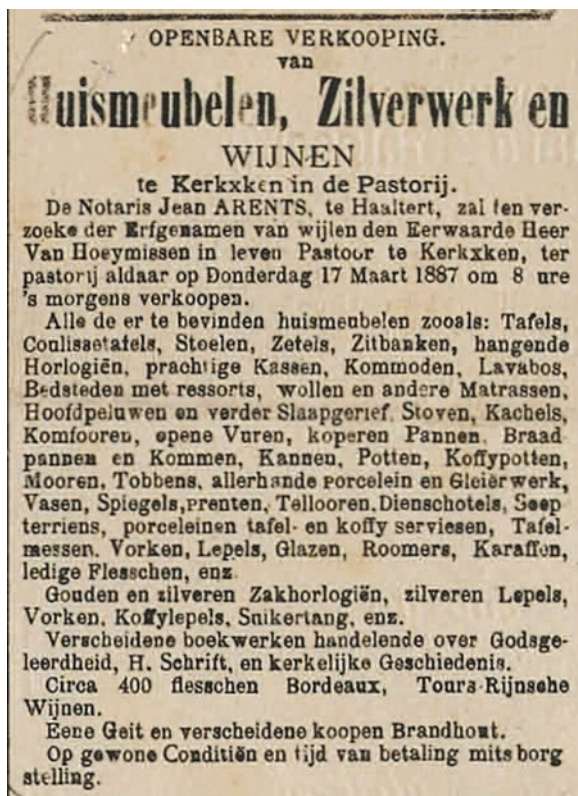 OPENBARE VERKOOPING.
van
Huismeubelen, Zilverwerk en
WIJNEN
te Kerkxken in de Pastorij.
De Notaris Jean ARENTS, te Haaltert, zal ten ver-
zoeke der Erfgenamen van wijlen den Eerwaarde Heer
Van Hoeymissen in leven Pastoor te Kerkxken, ter
pastorij aldaar op Donderdag 17 Maart 1887 om 8 ure
's morgens verkoopen.
Alle de er te bevinden huismeubelen zooals: Tafels,
Coulissetafels, Stoelen, Zetels, Zitbanken, hangende
Horlogiën, prachtige Kassen, Kommoden, Lavabos,
Bedsteden met ressorts, wollen en andere Matrassen,
Hoofdpeluwen en verder Slaapgerief. Stoven, Kachels,
Komfooren, opene Vuren, koperen Pannen. Braad
pannen en Kommen, Kannen, Potten, Koffypotten,
Mooren, Tobbens, allerhande porcelein en Gleierwerk,
Vasen, Spiegels, prenten, Tellooren. Dienschotels, Soep
terriens, porceleinen tafel- en koffy serviesen, Tafel-
messen. Vorken, Lepels, Glazen, Roomers, Karaffen,
ledige Flesschen, enz.
Gouden en zilveren Zakhorlogiën, zilveren Lepels,
Vorken, Koffylepels, Suikertang, enz.
Verscheidene boekwerken handelende over Godsge-
leerdheid, H. Schrift, en kerkelijke Geschiedenis.
Circa 400 flesschen Bordeaux, Tours-Rijnsche
Wijnen.
Eene Geit en verscheidene koopen Brandhout.
Op gewone Conditiën en tijd van betaling mits borg
stelling.